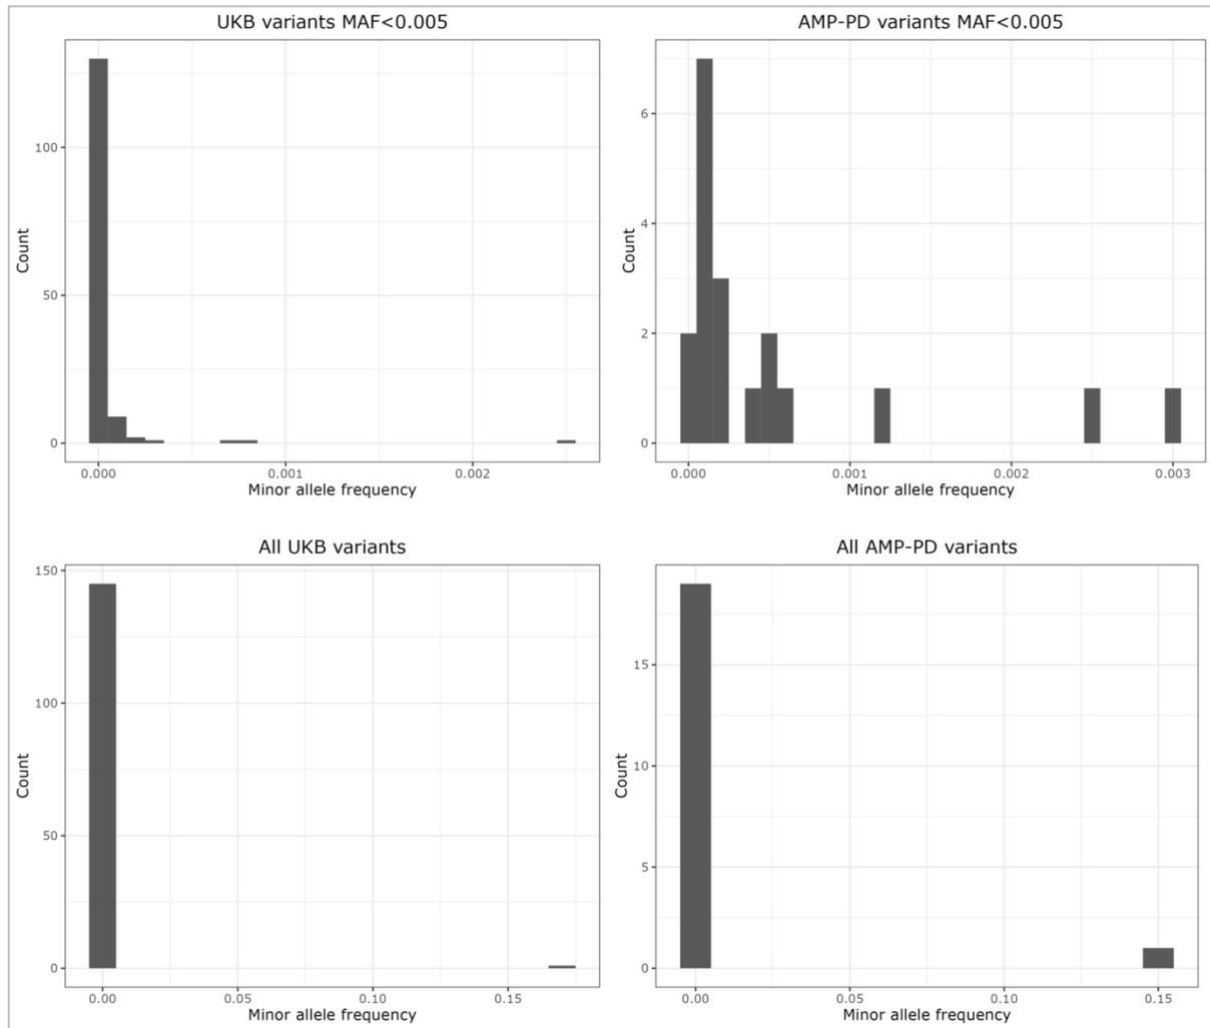 UKB variants MAF<0.005
Count
100
50
0
0.000 0.001 0.002
Minor allele frequency
AMP-PD variants MAF<0.005
Count
6
4
2
0
0.000 0.001 0.002 0.003
Minor allele frequency
All UKB variants
Count
150
100
50
0
0.00 0.05 0.10 0.15
Minor allele frequency
All AMP-PD variants
Count
15
10
5
0
0.00 0.05 0.10 0.15
Minor allele frequency